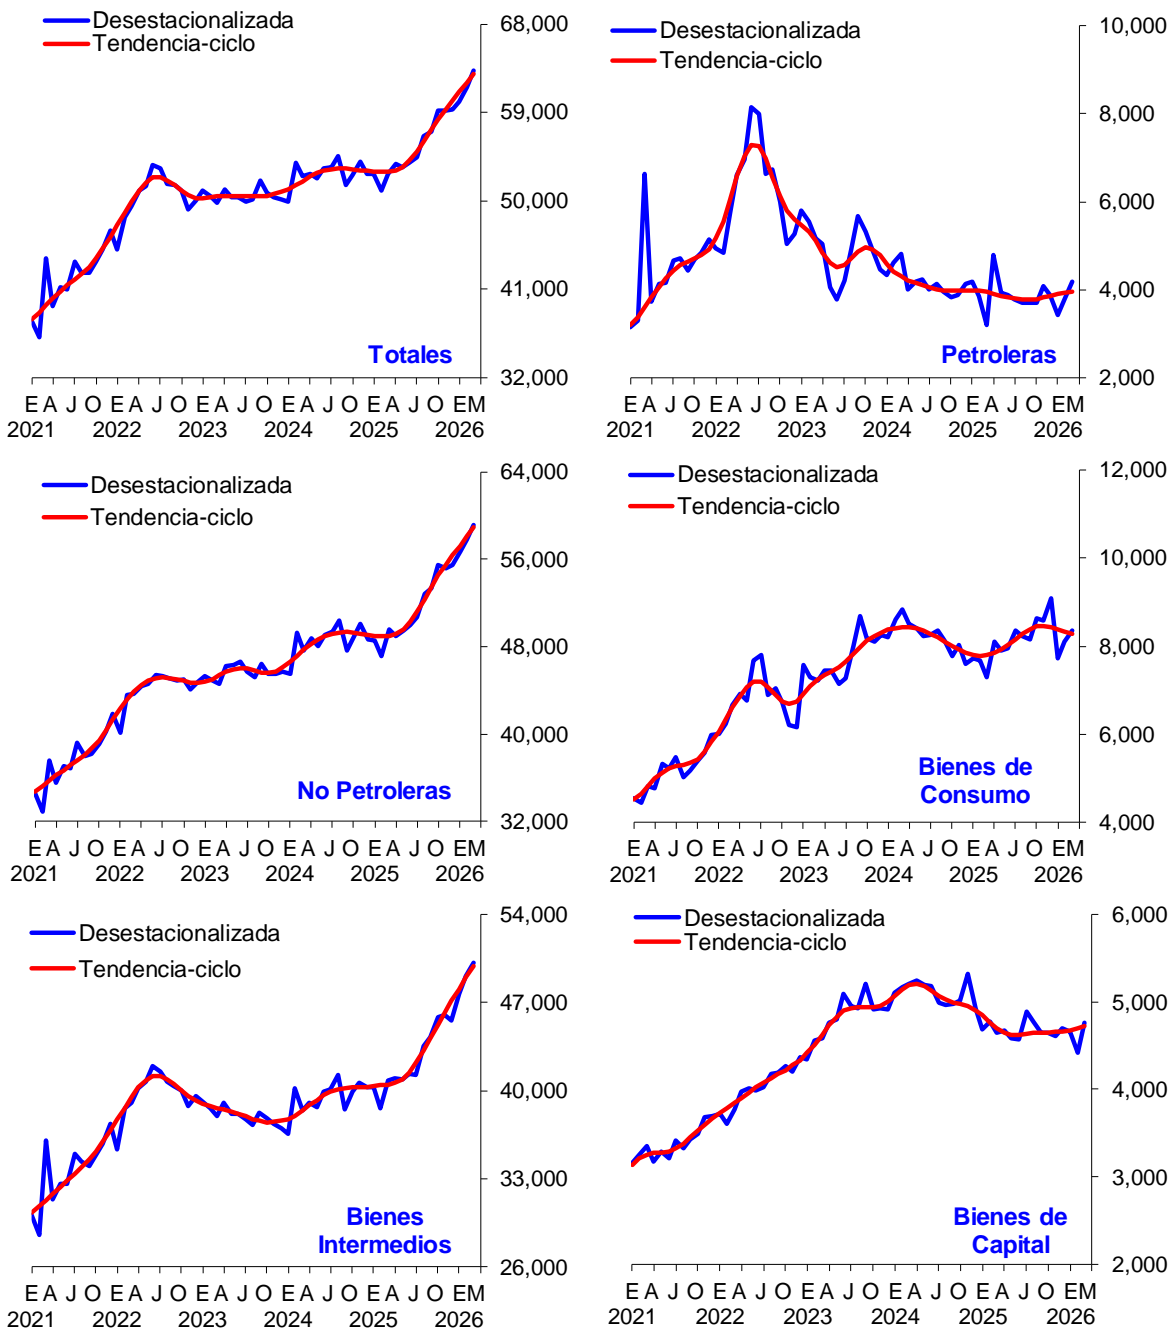 Desestacionalizada
Tendencia-ciclo
68,000
59,000
50,000
41,000
32,000
Totales
E A J O E A J O E A J O E A J O E A J O EM
2021 2022 2023 2024 2025 2026
Desestacionalizada
Tendencia-ciclo
10,000
8,000
6,000
4,000
2,000
Petroleras
E A J O E A J O E A J O E A J O E A J O EM
2021 2022 2023 2024 2025 2026
Desestacionalizada
Tendencia-ciclo
64,000
56,000
48,000
40,000
32,000
No Petroleras
E A J O E A J O E A J O E A J O E A J O EM
2021 2022 2023 2024 2025 2026
Desestacionalizada
Tendencia-ciclo
12,000
10,000
8,000
6,000
4,000
Bienes de
Consumo
E A J O E A J O E A J O E A J O E A J O EM
2021 2022 2023 2024 2025 2026
Desestacionalizada
Tendencia-ciclo
54,000
47,000
40,000
33,000
26,000
Bienes
Intermedios
E A J O E A J O E A J O E A J O E A J O EM
2021 2022 2023 2024 2025 2026
Desestacionalizada
Tendencia-ciclo
6,000
5,000
4,000
3,000
2,000
Bienes de
Capital
E A J O E A J O E A J O E A J O E A J O EM
2021 2022 2023 2024 2025 2026